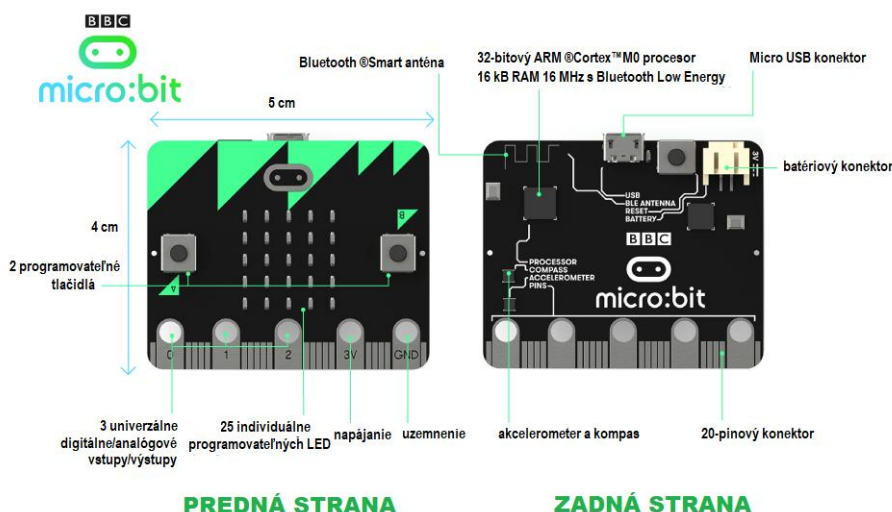 BBC
micro:bit
5 cm
4 cm
2 programovateľné
tlačidlá
A
B
0
1
2
3V
GND
3 univerzálne
digitálne/analógové
vstupy/výstupy
25 individuálne
programovateľných LED
napájanie
uzemnenie
PREDNÁ STRANA
Bluetooth ®Smart anténa
32-bitový ARM ®Cortex™M0 procesor
16 kB RAM 16 MHz s Bluetooth Low Energy
Micro USB konektor
batériový konektor
3V
USB
BLE ANTENNA
RESET
BATTERY
BBC
micro:bit
PROCESSOR
COMPASS
ACCELEROMETER
PINS
akcelerometer a kompas
20-pinový konektor
ZADNÁ STRANA